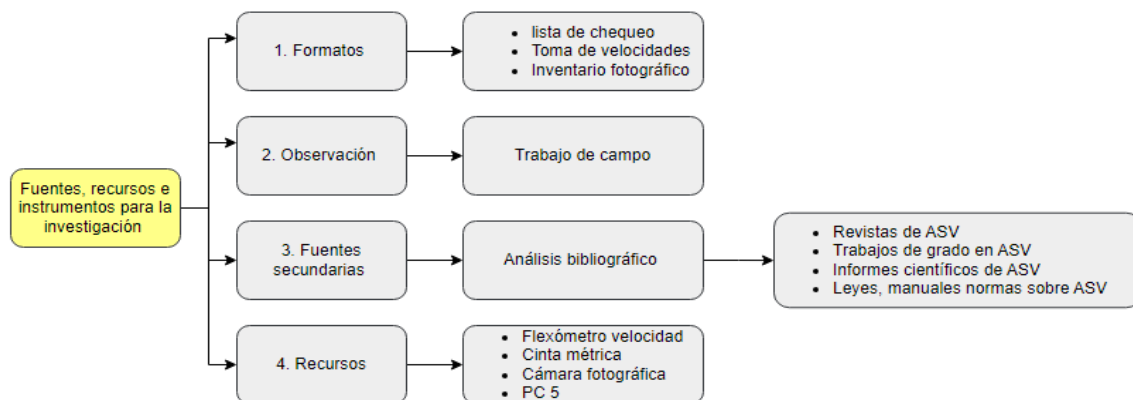 Fuentes, recursos e
instrumentos para la
investigación
1. Formatos
• lista de chequeo
• Toma de velocidades
• Inventario fotográfico
2. Observación
Trabajo de campo
3. Fuentes
secundarias
Análisis bibliográfico
• Revistas de ASV
• Trabajos de grado en ASV
• Informes científicos de ASV
• Leyes, manuales normas sobre ASV
4. Recursos
• Flexómetro velocidad
• Cinta métrica
• Cámara fotográfica
• PC 5